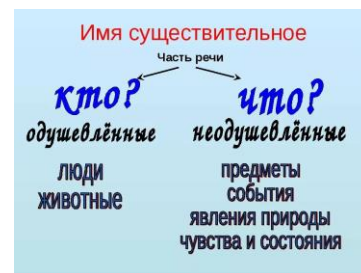 Имя существительное
Часть речи
кто?
что?
одушевлённые
неодушевлённые
люди
животные
предметы
события
явления природы
чувства и состояния